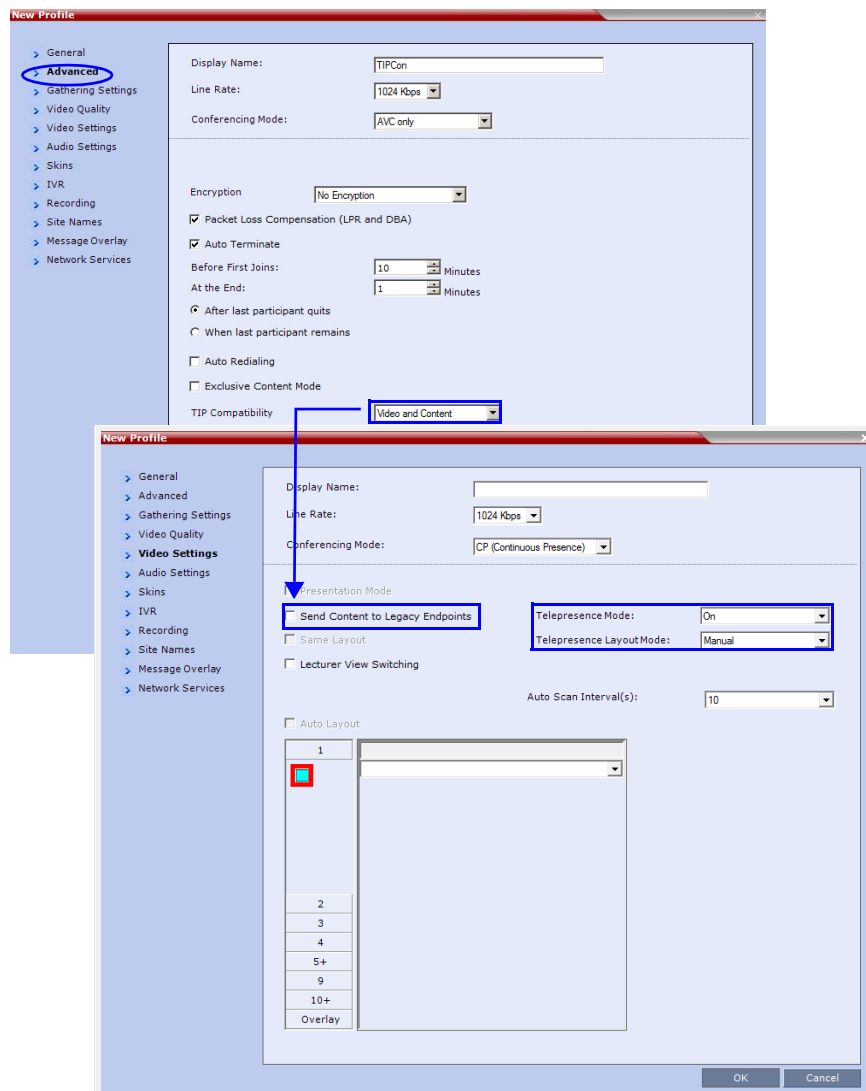 New Profile
General
Advanced
Gathering Settings
Video Quality
Video Settings
Audio Settings
Skins
IVR
Recording
Site Names
Message Overlay
Network Services
Display Name: TIPCon
Line Rate: 1024 Kbps
Conferencing Mode: AVC only
Encryption No Encryption
Packet Loss Compensation (LPR and DBA)
Auto Terminate
Before First Joins: 10 Minutes
At the End: 1 Minutes
After last participant quits
When last participant remains
Auto Redialing
Exclusive Content Mode
TIP Compatibility Video and Content
New Profile
General
Advanced
Gathering Settings
Video Quality
Video Settings
Audio Settings
Skins
IVR
Recording
Site Names
Message Overlay
Network Services
Display Name:
Line Rate: 1024 Kbps
Conferencing Mode: CP (Continuous Presence)
Presentation Mode
Send Content to Legacy Endpoints
Same Layout
Lecturer View Switching
Telepresence Mode: On
Telepresence Layout Mode: Manual
Auto Scan Interval(s): 10
Auto Layout
1
2
3
4
5+
9
10+
Overlay
OK Cancel